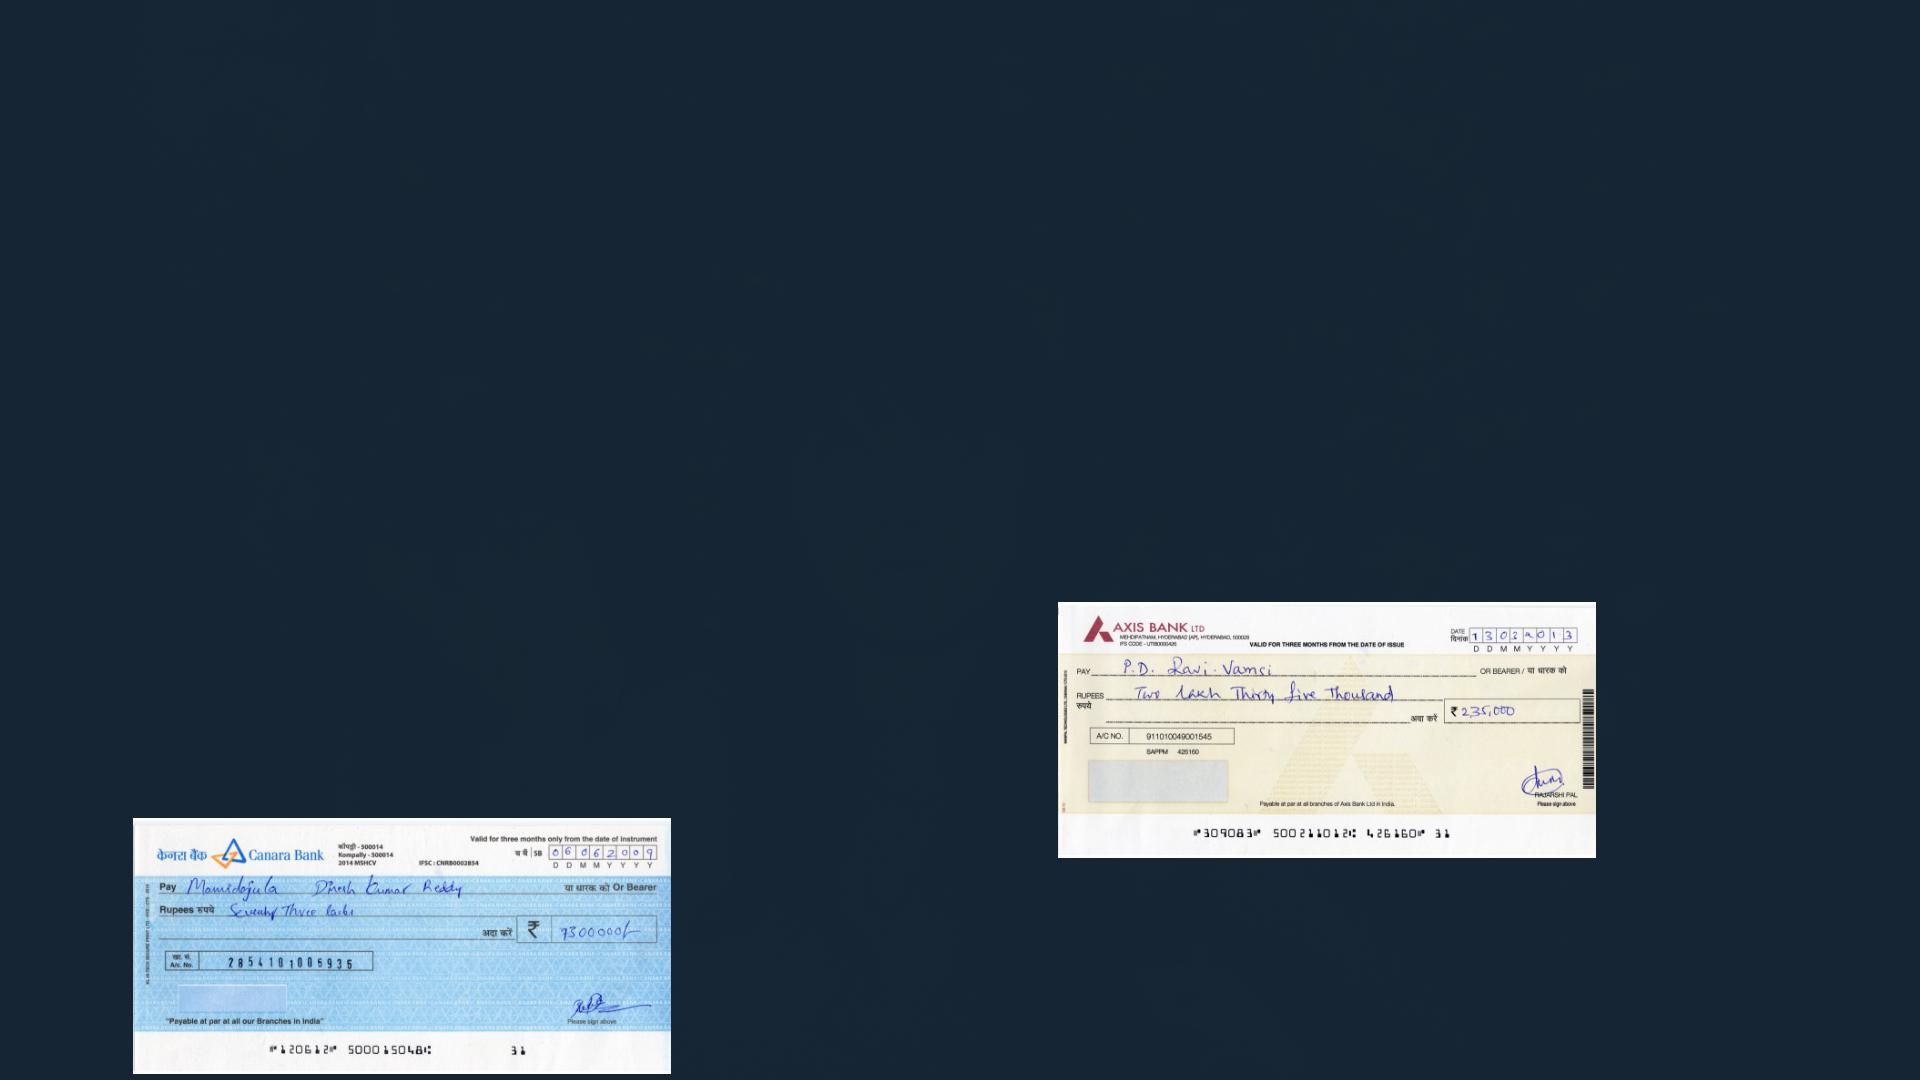 AXIS BANK LTD
MEHDIPATNAM, HYDERABAD [AP], HYDERABAD, 500028
IFS CODE - UTIB0000426
VALID FOR THREE MONTHS FROM THE DATE OF ISSUE
DATE
दिनांक 1 3 0 2 2 0 1 3
D D M M Y Y Y Y
PAY P.D. Ravi Vamsi OR BEARER / या धारक को
RUPEES Two lakh Thirty five Thousand
रुपये अदा करें ₹ 235,000
A/C NO. 911010049001545
SAPPM 426160
RAJARSHI PAL
Payable at par at all branches of Axis Bank Ltd in India. Please sign above
⑈309083⑈ 500211012⑆ 426160⑈ 31
Valid for three months only from the date of instrument
केनरा बैंक Canara Bank
कोंपल्ली - 500014
Kompally - 500014
2014 MSHCV IFSC : CNRB0002854
SB 0 6 0 6 2 0 0 9
D D M M Y Y Y Y
Pay Mamidojula Kumar Reddy या धारक को Or Bearer
Rupees रुपये Seventy Three lacks
अदा करें ₹ 7300000/-
खा. सं.
A/c. No. 2854101005935
"Payable at par at all our Branches in India" Please sign above
⑈120612⑈ 500015048⑆ 31